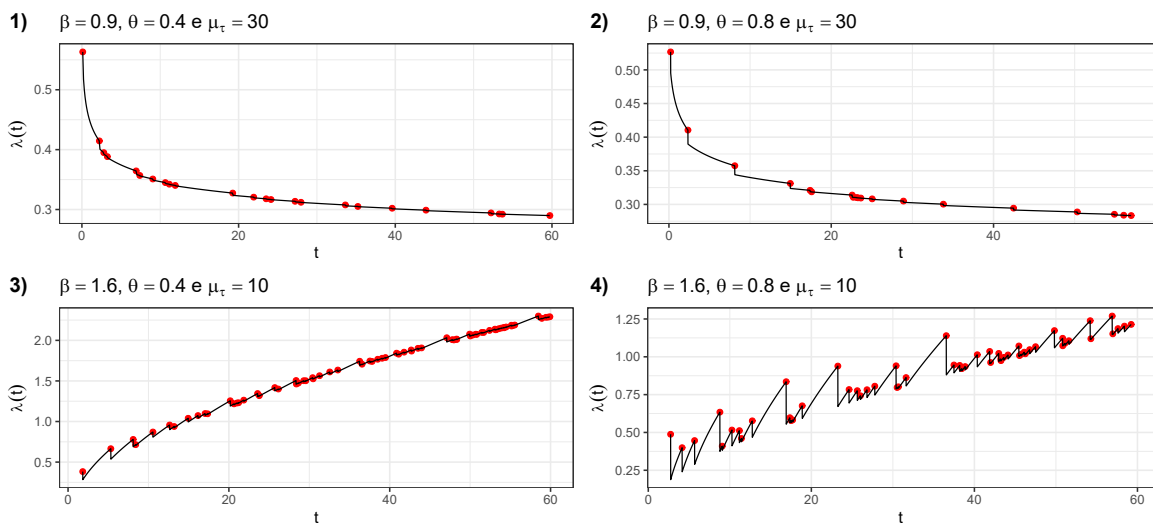 1) β = 0.9, θ = 0.4 e μτ = 30
λ(t)
0.5
0.4
0.3
0 20 40 60
t
2) β = 0.9, θ = 0.8 e μτ = 30
λ(t)
0.50
0.45
0.40
0.35
0.30
0 20 40
t
3) β = 1.6, θ = 0.4 e μτ = 10
λ(t)
2.0
1.5
1.0
0.5
0 20 40 60
t
4) β = 1.6, θ = 0.8 e μτ = 10
λ(t)
1.25
1.00
0.75
0.50
0.25
0 20 40 60
t